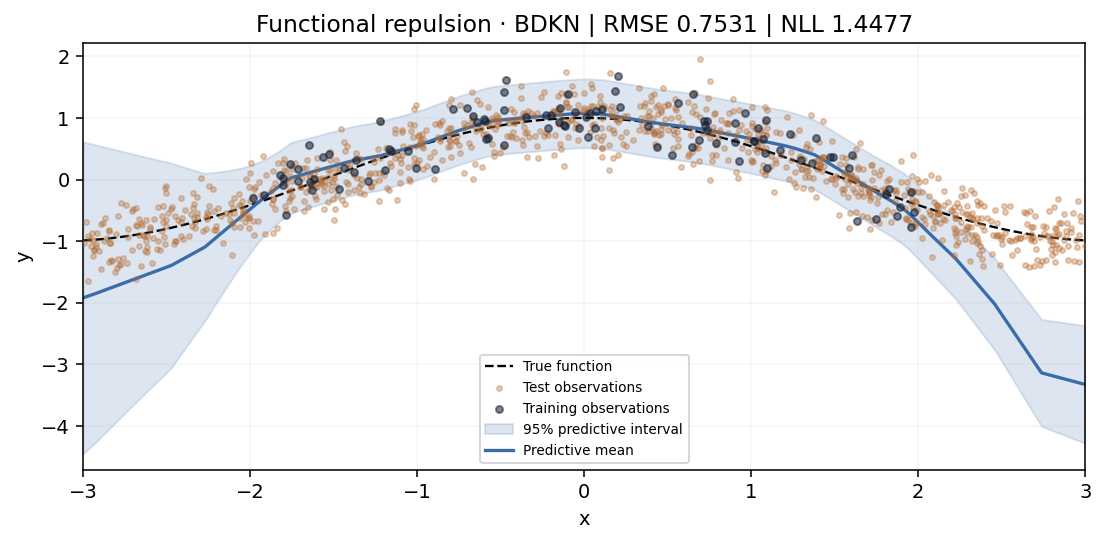 Functional repulsion · BDKN | RMSE 0.7531 | NLL 1.4477
2
1
0
−1
−2
−3
−4
y
True function
Test observations
Training observations
95% predictive interval
Predictive mean
−3 −2 −1 0 1 2 3
x